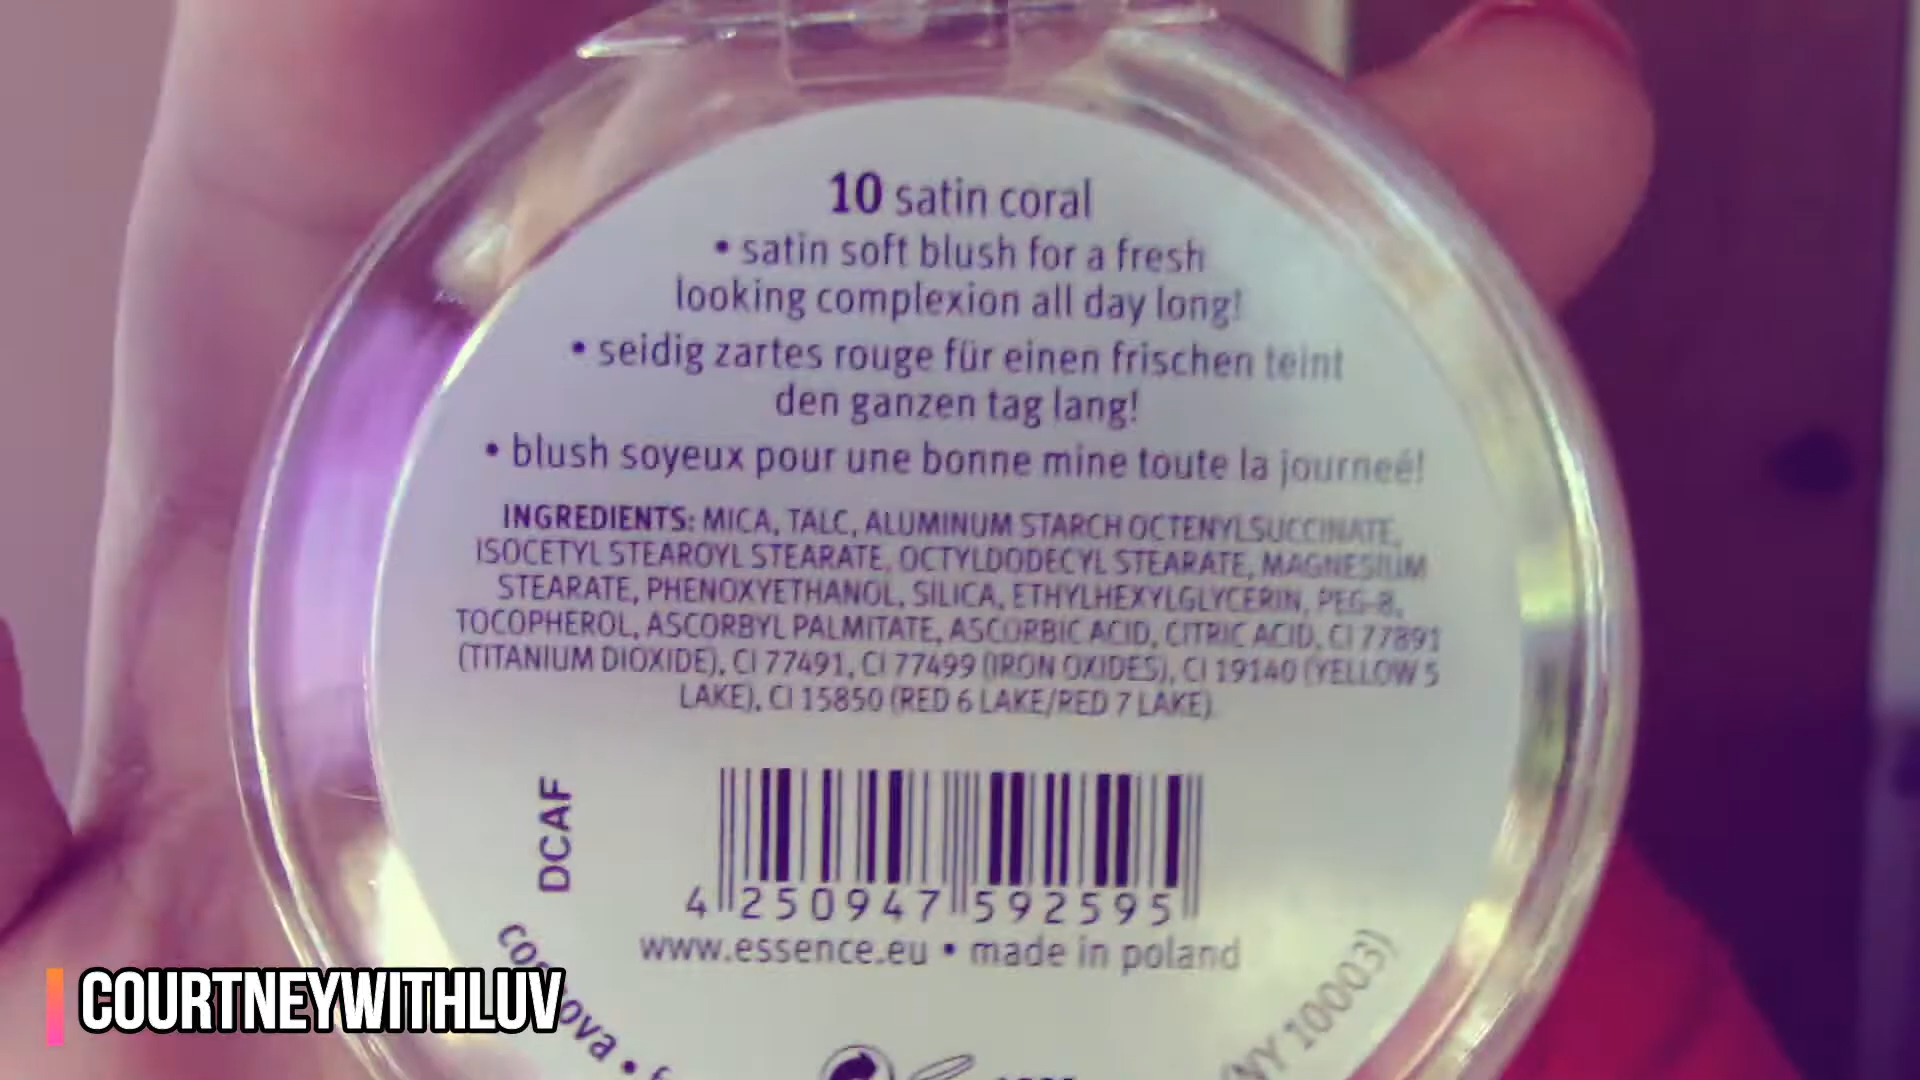 10 satin coral
• satin soft blush for a fresh
looking complexion all day long!
• seidig zartes rouge für einen frischen teint
den ganzen tag lang!
• blush soyeux pour une bonne mine toute la journeé!
INGREDIENTS: MICA, TALC, ALUMINUM STARCH OCTENYLSUCCINATE,
ISOCETYL STEAROYL STEARATE, OCTYLDODECYL STEARATE, MAGNESIUM
STEARATE, PHENOXYETHANOL, SILICA, ETHYLHEXYLGLYCERIN, PEG-8,
TOCOPHEROL, ASCORBYL PALMITATE, ASCORBIC ACID, CITRIC ACID, CI 77891
(TITANIUM DIOXIDE), CI 77491, CI 77499 (IRON OXIDES), CI 19140 (YELLOW 5
LAKE), CI 15850 (RED 6 LAKE/RED 7 LAKE).
DCAF
4 250947 592595
www.essence.eu • made in poland
NY 10003)
COURTNEYWITHLUV